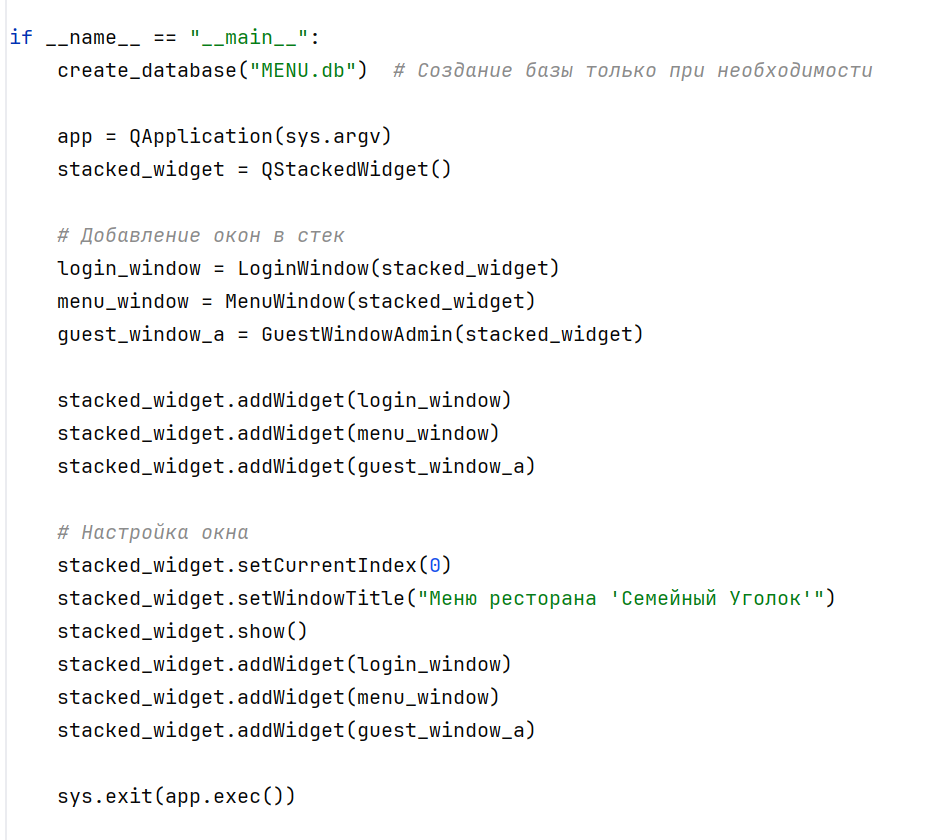 if __name__ == "__main__":
    create_database("MENU.db")  # Создание базы только при необходимости
    app = QApplication(sys.argv)
    stacked_widget = QStackedWidget()
    # Добавление окон в стек
    login_window = LoginWindow(stacked_widget)
    menu_window = MenuWindow(stacked_widget)
    guest_window_a = GuestWindowAdmin(stacked_widget)
    stacked_widget.addWidget(login_window)
    stacked_widget.addWidget(menu_window)
    stacked_widget.addWidget(guest_window_a)
    # Настройка окна
    stacked_widget.setCurrentIndex(0)
    stacked_widget.setWindowTitle("Меню ресторана 'Семейный Уголок'")
    stacked_widget.show()
    stacked_widget.addWidget(login_window)
    stacked_widget.addWidget(menu_window)
    stacked_widget.addWidget(guest_window_a)
    sys.exit(app.exec())